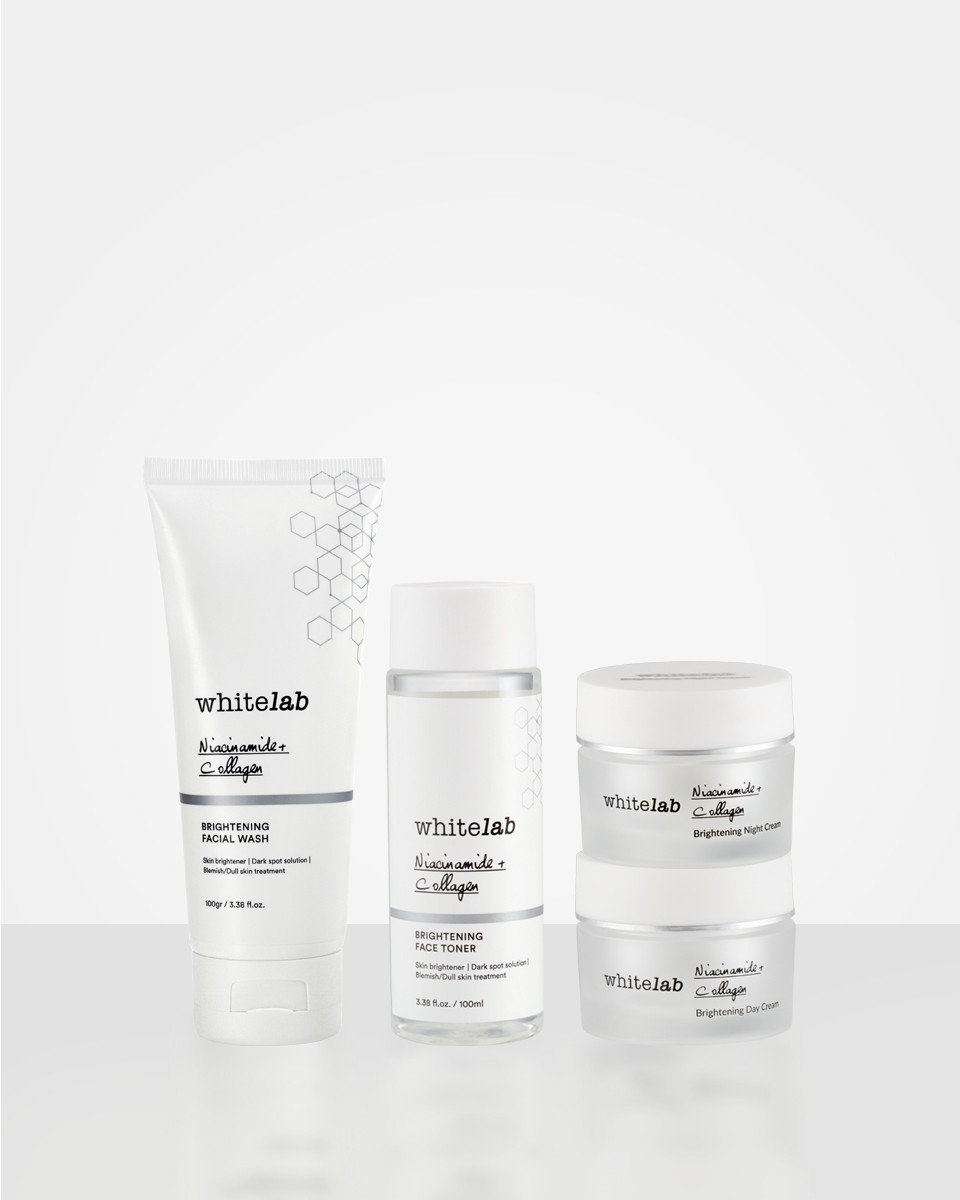 whitelab
Niacinamide+
Collagen
BRIGHTENING
FACIAL WASH
Skin brightener | Dark spot solution |
Blemish/Dull skin treatment
100gr / 3.38 fl.oz.
whitelab
Niacinamide +
Collagen
BRIGHTENING
FACE TONER
Skin brightener | Dark spot solution |
Blemish/Dull skin treatment
3.38 fl.oz. / 100ml
whitelab
Niacinamide+
Collagen
Brightening Night Cream
whitelab
Niacinamide+
Collagen
Brightening Day Cream